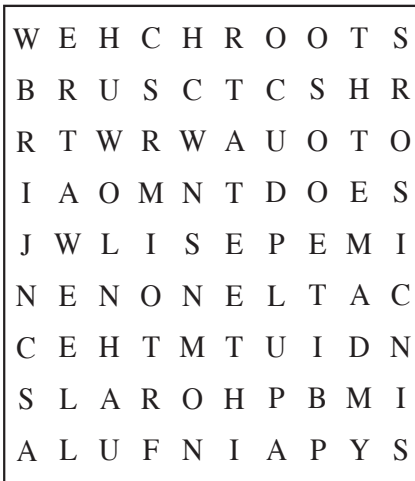 W E H C H R O O T S
B R U S C T C S H R
R T W R W A U O T O
I A O M N T D O E S
J W L I S E P E M I
N E N O N E L T A C
C E H T M T U I D N
S L A R O H P B M I
A L U F N I A P Y S